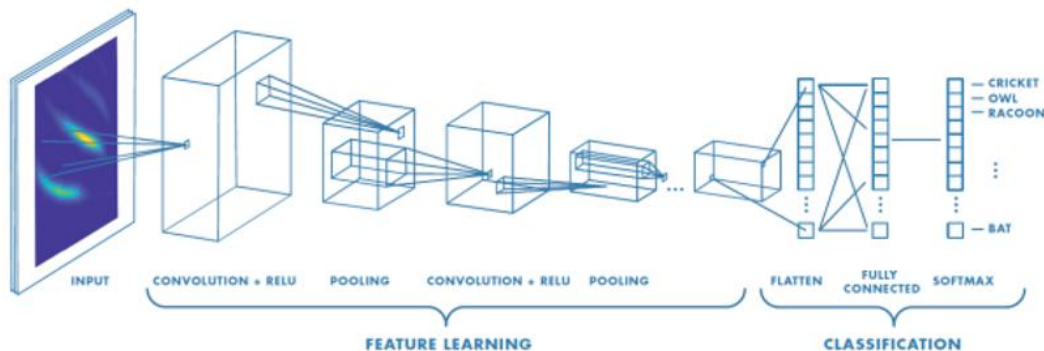 CRICKET
OWL
RACOON
BAT
INPUT
CONVOLUTION + RELU
POOLING
CONVOLUTION + RELU
POOLING
FLATTEN
FULLY
CONNECTED
SOFTMAX
FEATURE LEARNING
CLASSIFICATION